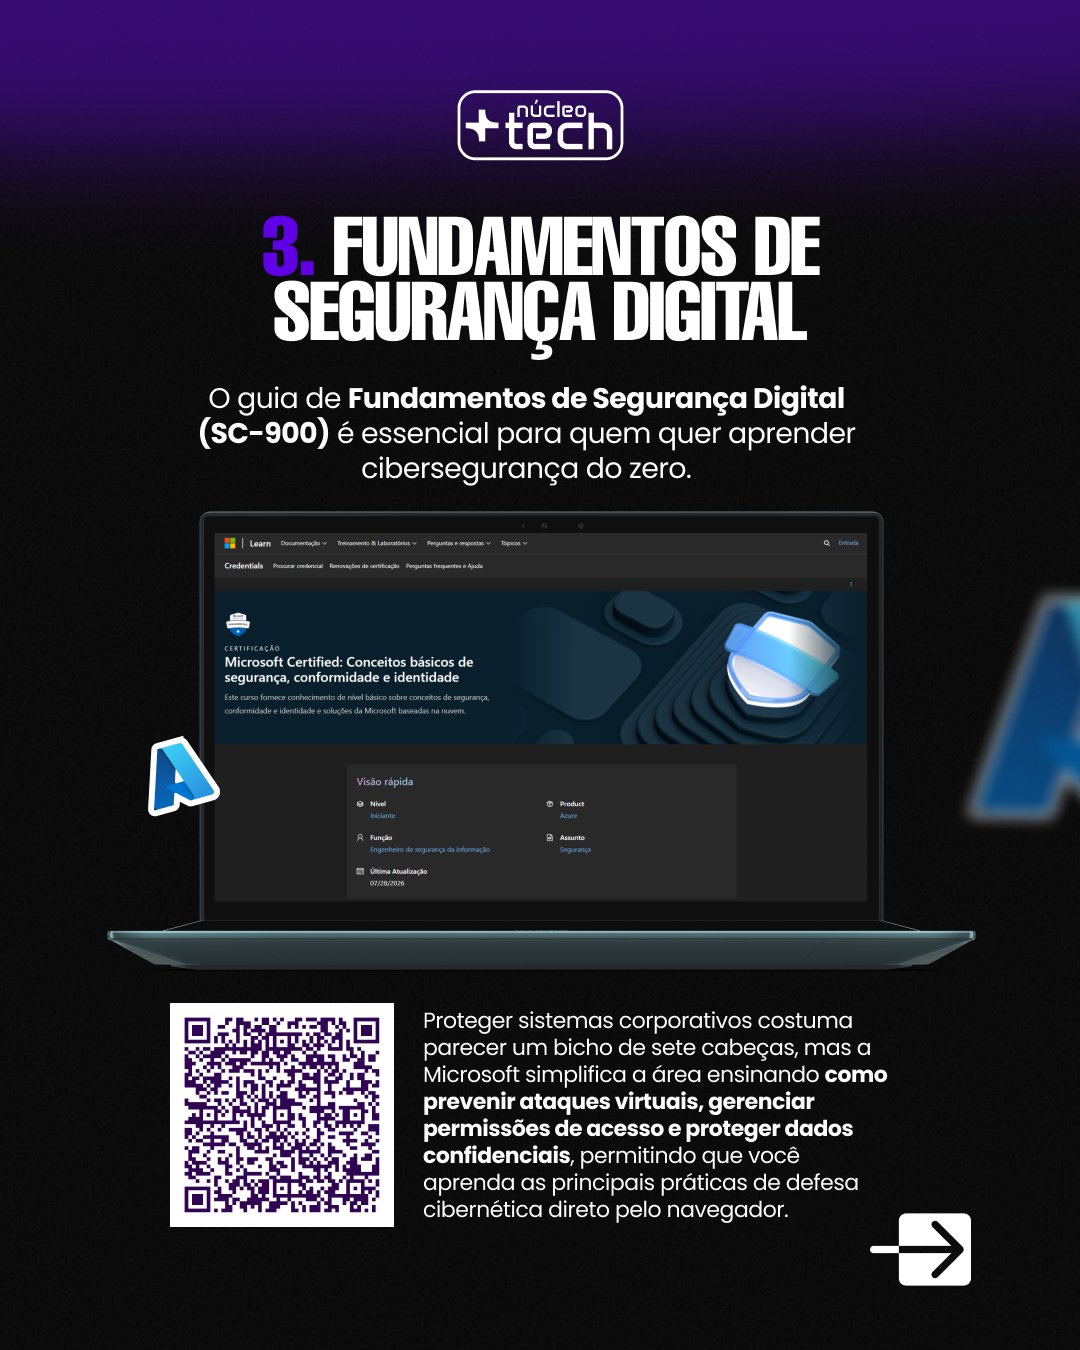 núcleo
tech
3. FUNDAMENTOS DE
SEGURANÇA DIGITAL
O guia de Fundamentos de Segurança Digital
(SC-900) é essencial para quem quer aprender
cibersegurança do zero.
Learn Documentação Treinamento & Laboratórios Perguntas e respostas Tópicos Entrada
Credentials Procurar credencial Renovações de certificação Perguntas frequentes e Ajuda
CERTIFICAÇÃO
Microsoft Certified: Conceitos básicos de
segurança, conformidade e identidade
Este curso fornece conhecimento de nível básico sobre conceitos de segurança,
conformidade e identidade e soluções da Microsoft baseadas na nuvem.
Visão rápida
Nível
Iniciante
Product
Azure
Função
Engenheiro de segurança da informação
Assunto
Segurança
Última Atualização
07/28/2026
Proteger sistemas corporativos costuma
parecer um bicho de sete cabeças, mas a
Microsoft simplifica a área ensinando como
prevenir ataques virtuais, gerenciar
permissões de acesso e proteger dados
confidenciais, permitindo que você
aprenda as principais práticas de defesa
cibernética direto pelo navegador.